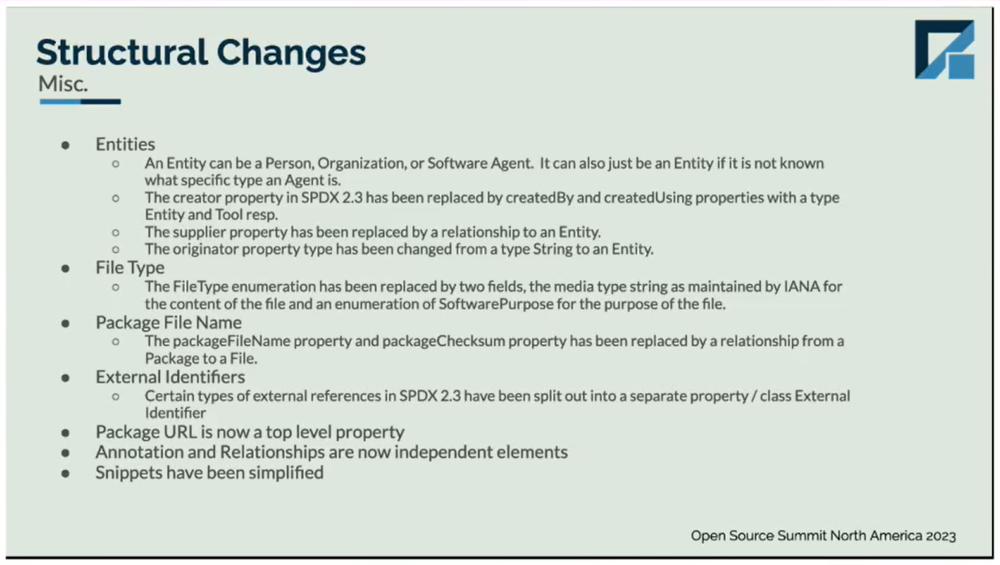 Structural Changes
Misc.
● Entities
○ An Entity can be a Person, Organization, or Software Agent. It can also just be an Entity if it is not known
what specific type an Agent is.
○ The creator property in SPDX 2.3 has been replaced by createdBy and createdUsing properties with a type
Entity and Tool resp.
○ The supplier property has been replaced by a relationship to an Entity.
○ The originator property type has been changed from a type String to an Entity.
● File Type
○ The FileType enumeration has been replaced by two fields, the media type string as maintained by IANA for
the content of the file and an enumeration of SoftwarePurpose for the purpose of the file.
● Package File Name
○ The packageFileName property and packageChecksum property has been replaced by a relationship from a
Package to a File.
● External Identifiers
○ Certain types of external references in SPDX 2.3 have been split out into a separate property / class External
Identifier
● Package URL is now a top level property
● Annotation and Relationships are now independent elements
● Snippets have been simplified
Open Source Summit North America 2023